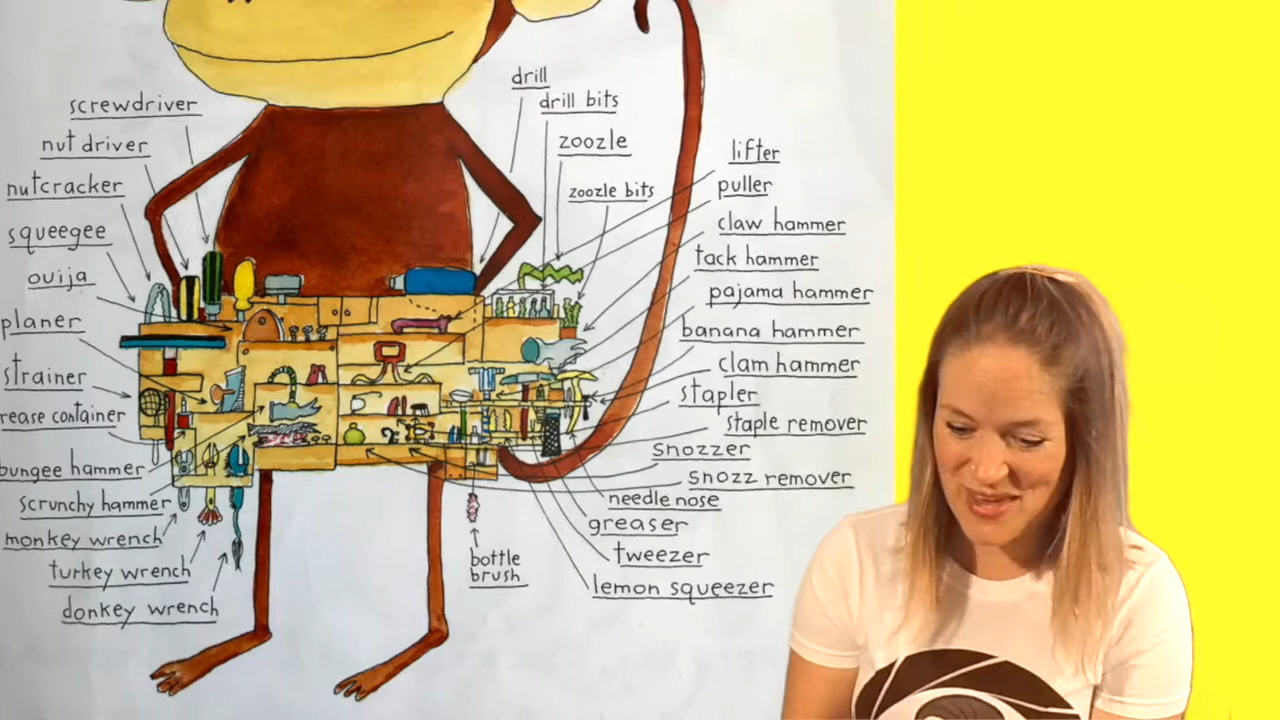 screwdriver
nut driver
nutcracker
squeegee
ouija
planer
strainer
rease container
bungee hammer
scrunchy hammer
monkey wrench
turkey wrench
donkey wrench
drill
drill bits
zoozle
zoozle bits
lifter
puller
claw hammer
tack hammer
pajama hammer
banana hammer
clam hammer
stapler
staple remover
snozzer
snozz remover
needle nose
greaser
tweezer
lemon squeezer
bottle
brush